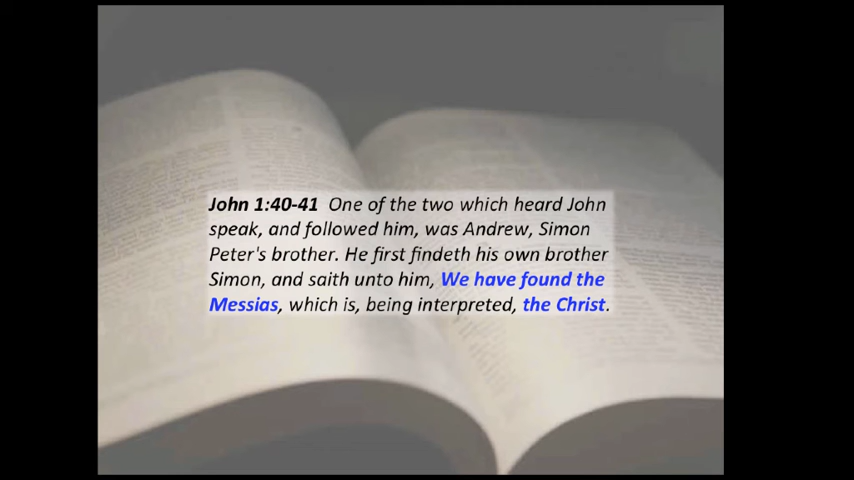 John 1:40-41 One of the two which heard John
speak, and followed him, was Andrew, Simon
Peter's brother. He first findeth his own brother
Simon, and saith unto him, We have found the
Messias, which is, being interpreted, the Christ.